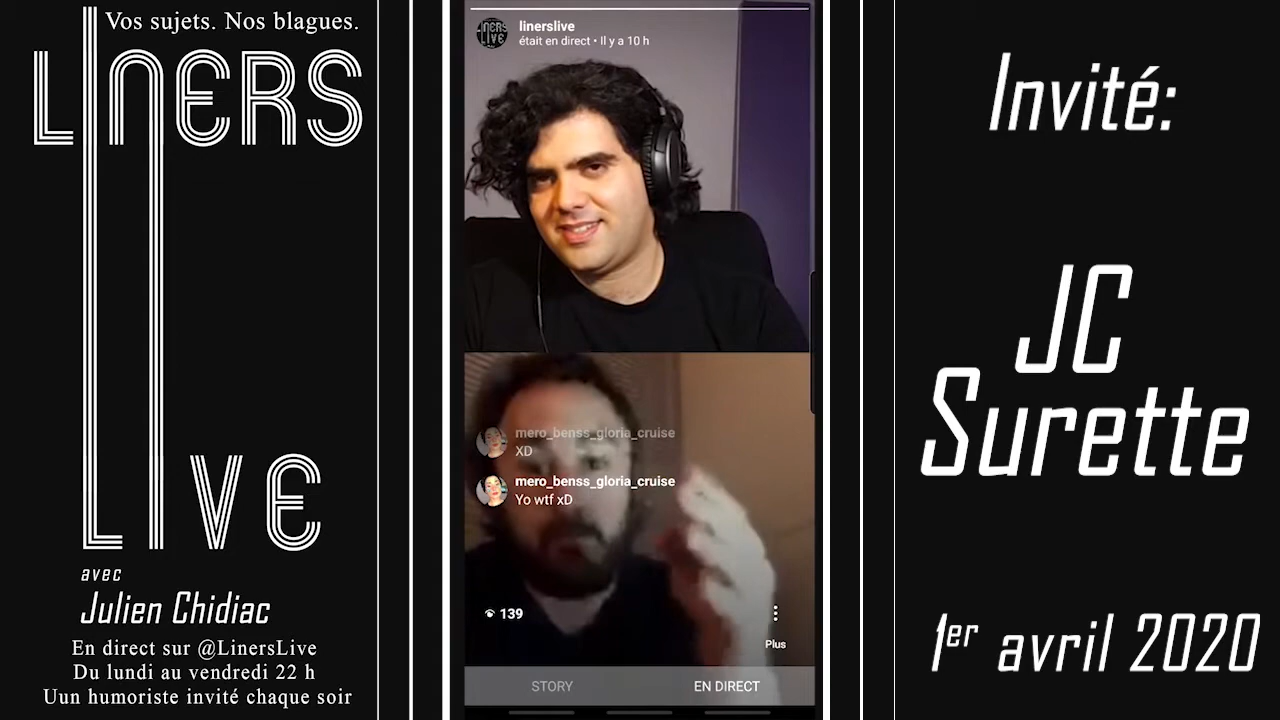 Vos sujets. Nos blagues.
LINERS
LIVE
avec
Julien Chidiac
En direct sur @LinersLive
Du lundi au vendredi 22 h
Uun humoriste invité chaque soir
LINERS
LIVE
linerslive
était en direct • Il y a 10 h
mero_benss_gloria_cruise
XD
mero_benss_gloria_cruise
Yo wtf xD
139
Plus
STORY
EN DIRECT
Invité:
JC
Surette
1er avril 2020